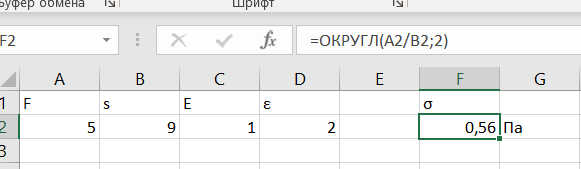 буфер обмена Шрифт
F2 fx =ОКРУГЛ(A2/B2;2)
A B C D E F G
1 F s E ε σ
2 5 9 1 2 0,56 Па
3